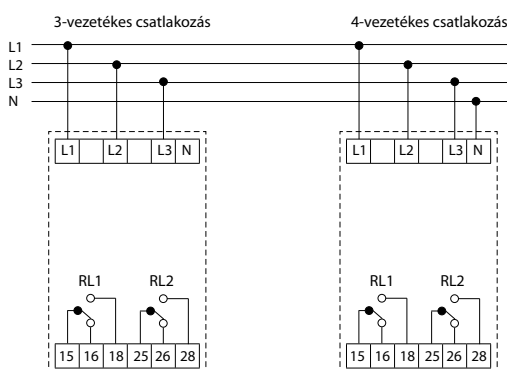 3-vezetékes csatlakozás 4-vezetékes csatlakozás
L1
L2
L3
N
L1 L2 L3 N L1 L2 L3 N
RL1 RL2 RL1 RL2
15 16 18 25 26 28 15 16 18 25 26 28